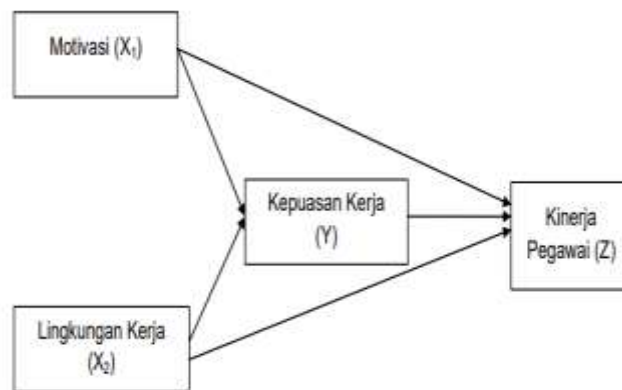 Motivasi (X₁)
Kepuasan Kerja
(Y)
Kinerja
Pegawai (Z)
Lingkungan Kerja
(X₂)